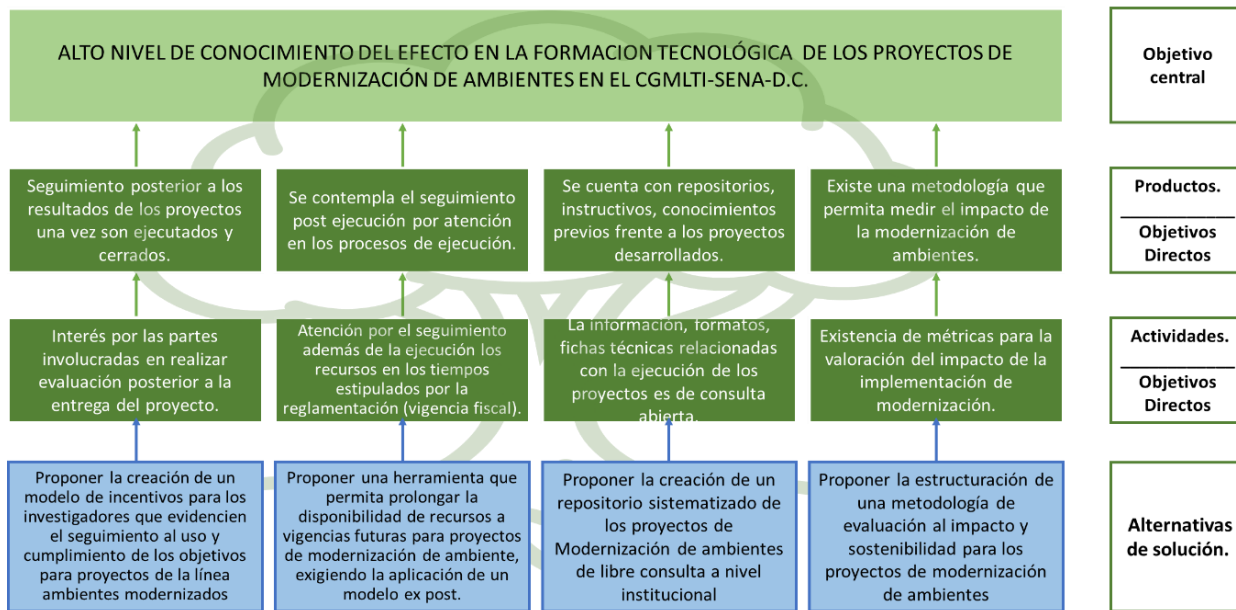 ALTO NIVEL DE CONOCIMIENTO DEL EFECTO EN LA FORMACION TECNOLÓGICA DE LOS PROYECTOS DE
MODERNIZACIÓN DE AMBIENTES EN EL CGMLTI-SENA-D.C.
Objetivo
central
Seguimiento posterior a los
resultados de los proyectos
una vez son ejecutados y
cerrados.
Se contempla el seguimiento
post ejecución por atención
en los procesos de ejecución.
Se cuenta con repositorios,
instructivos, conocimientos
previos frente a los proyectos
desarrollados.
Existe una metodología que
permita medir el impacto de
la modernización de
ambientes.
Productos.
Objetivos
Directos
Interés por las partes
involucradas en realizar
evaluación posterior a la
entrega del proyecto.
Atención por el seguimiento
además de la ejecución los
recursos en los tiempos
estipulados por la
reglamentación (vigencia fiscal).
La información, formatos,
fichas técnicas relacionadas
con la ejecución de los
proyectos es de consulta
abierta.
Existencia de métricas para la
valoración del impacto de la
implementación de
modernización.
Actividades.
Objetivos
Directos
Proponer la creación de un
modelo de incentivos para los
investigadores que evidencien
el seguimiento al uso y
cumplimiento de los objetivos
para proyectos de la línea
ambientes modernizados
Proponer una herramienta que
permita prolongar la
disponibilidad de recursos a
vigencias futuras para proyectos
de modernización de ambiente,
exigiendo la aplicación de un
modelo ex post.
Proponer la creación de un
repositorio sistematizado de
los proyectos de
Modernización de ambientes
de libre consulta a nivel
institucional
Proponer la estructuración de
una metodología de
evaluación al impacto y
sostenibilidad para los
proyectos de modernización
de ambientes
Alternativas
de solución.